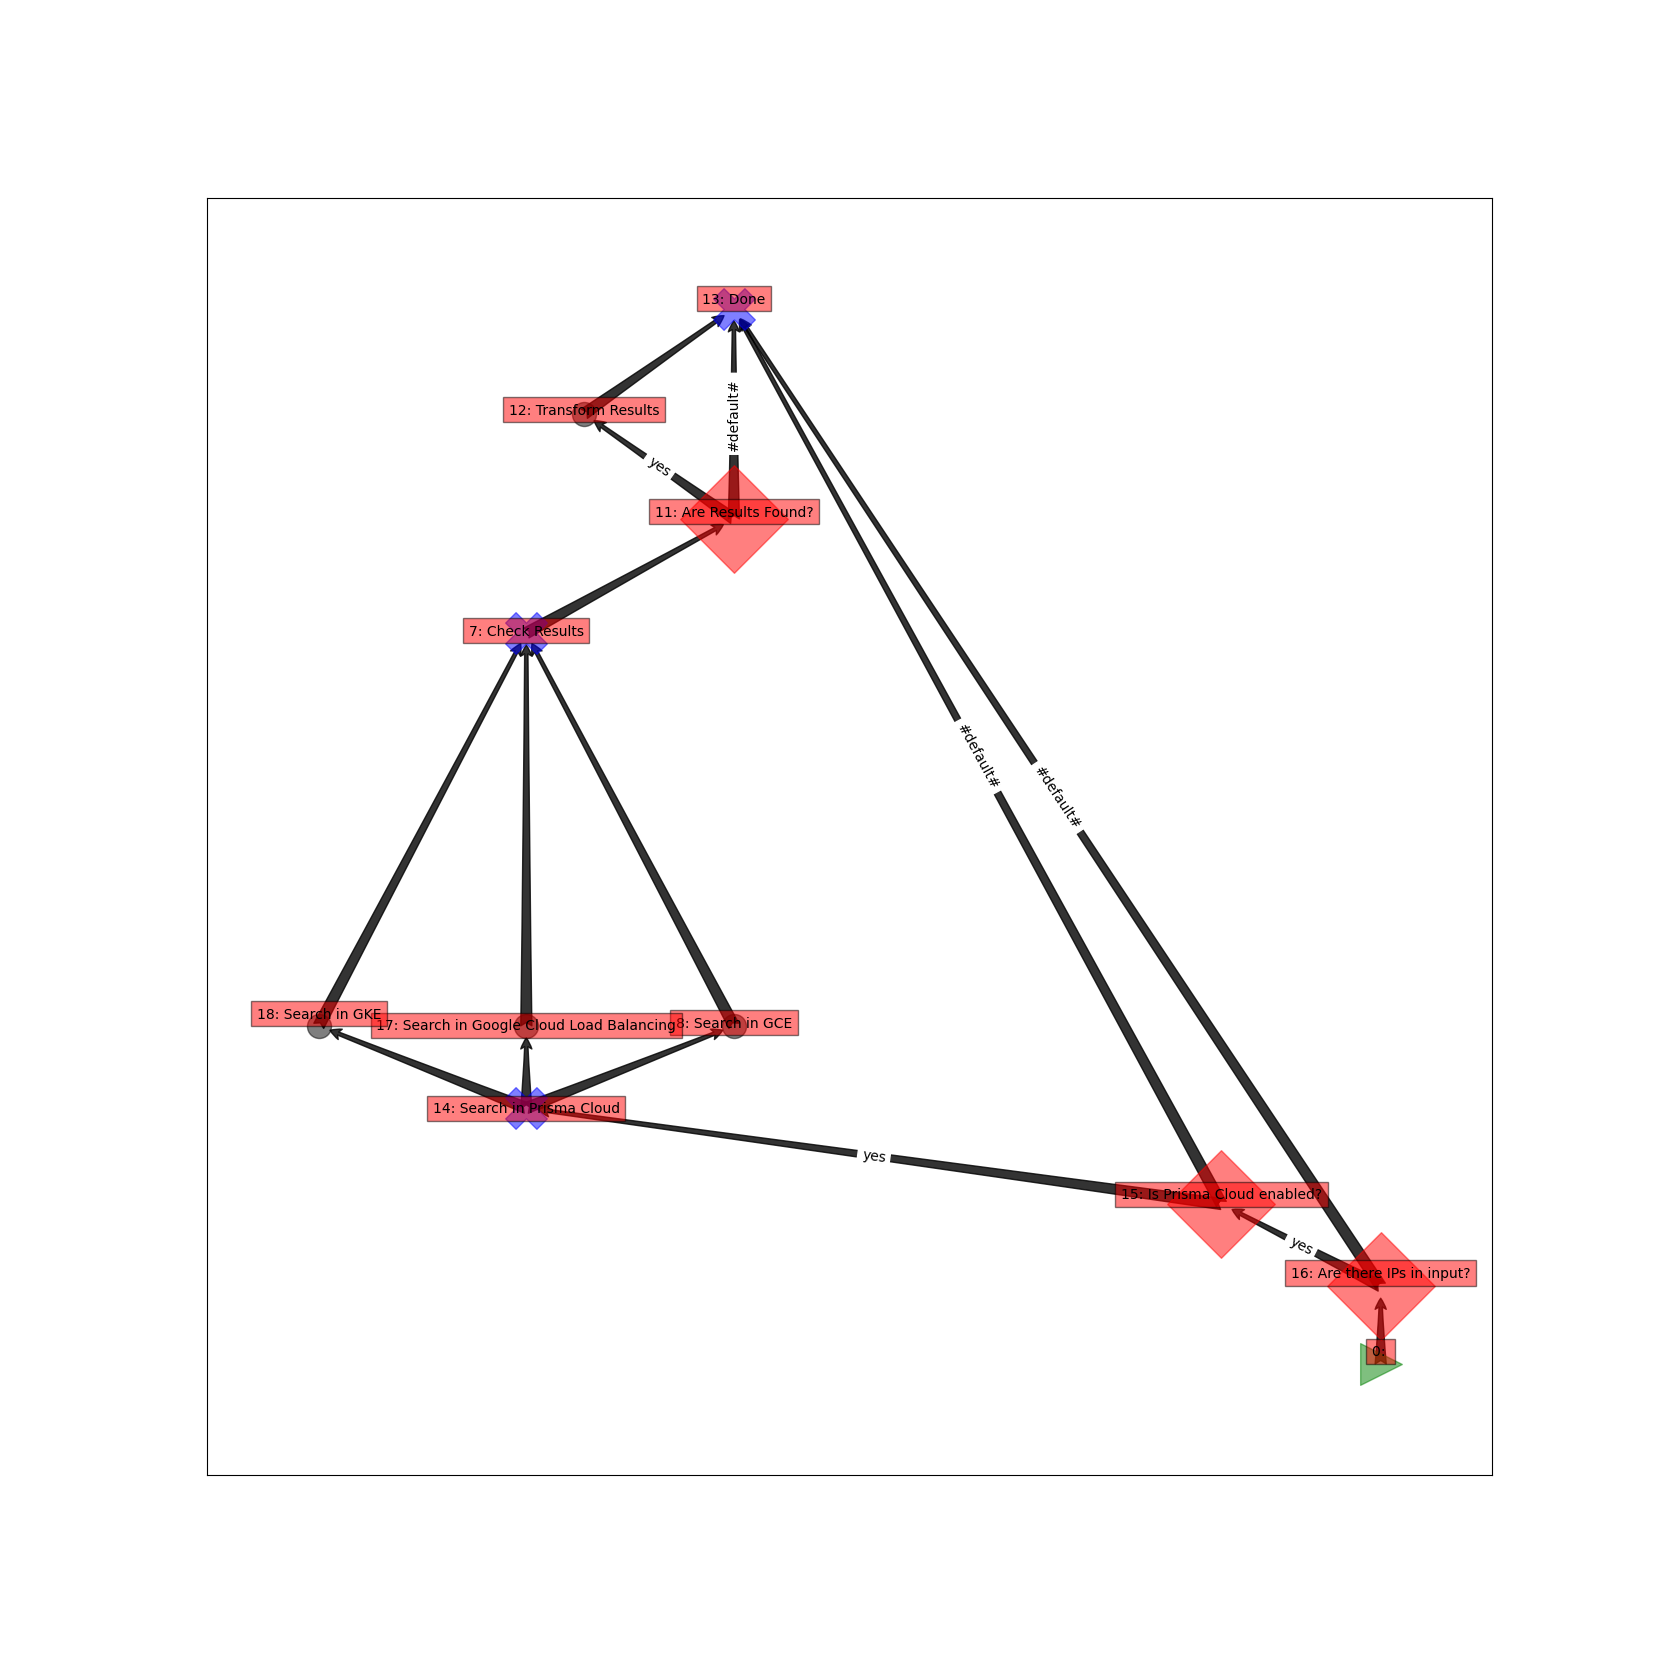 13: Done
12: Transform Results
#default#
yes
11: Are Results Found?
7: Check Results
#default#
#default#
18: Search in GKE
17: Search in Google Cloud Load Balancing
8: Search in GCE
14: Search in Prisma Cloud
yes
15: Is Prisma Cloud enabled?
yes
16: Are there IPs in input?
0: